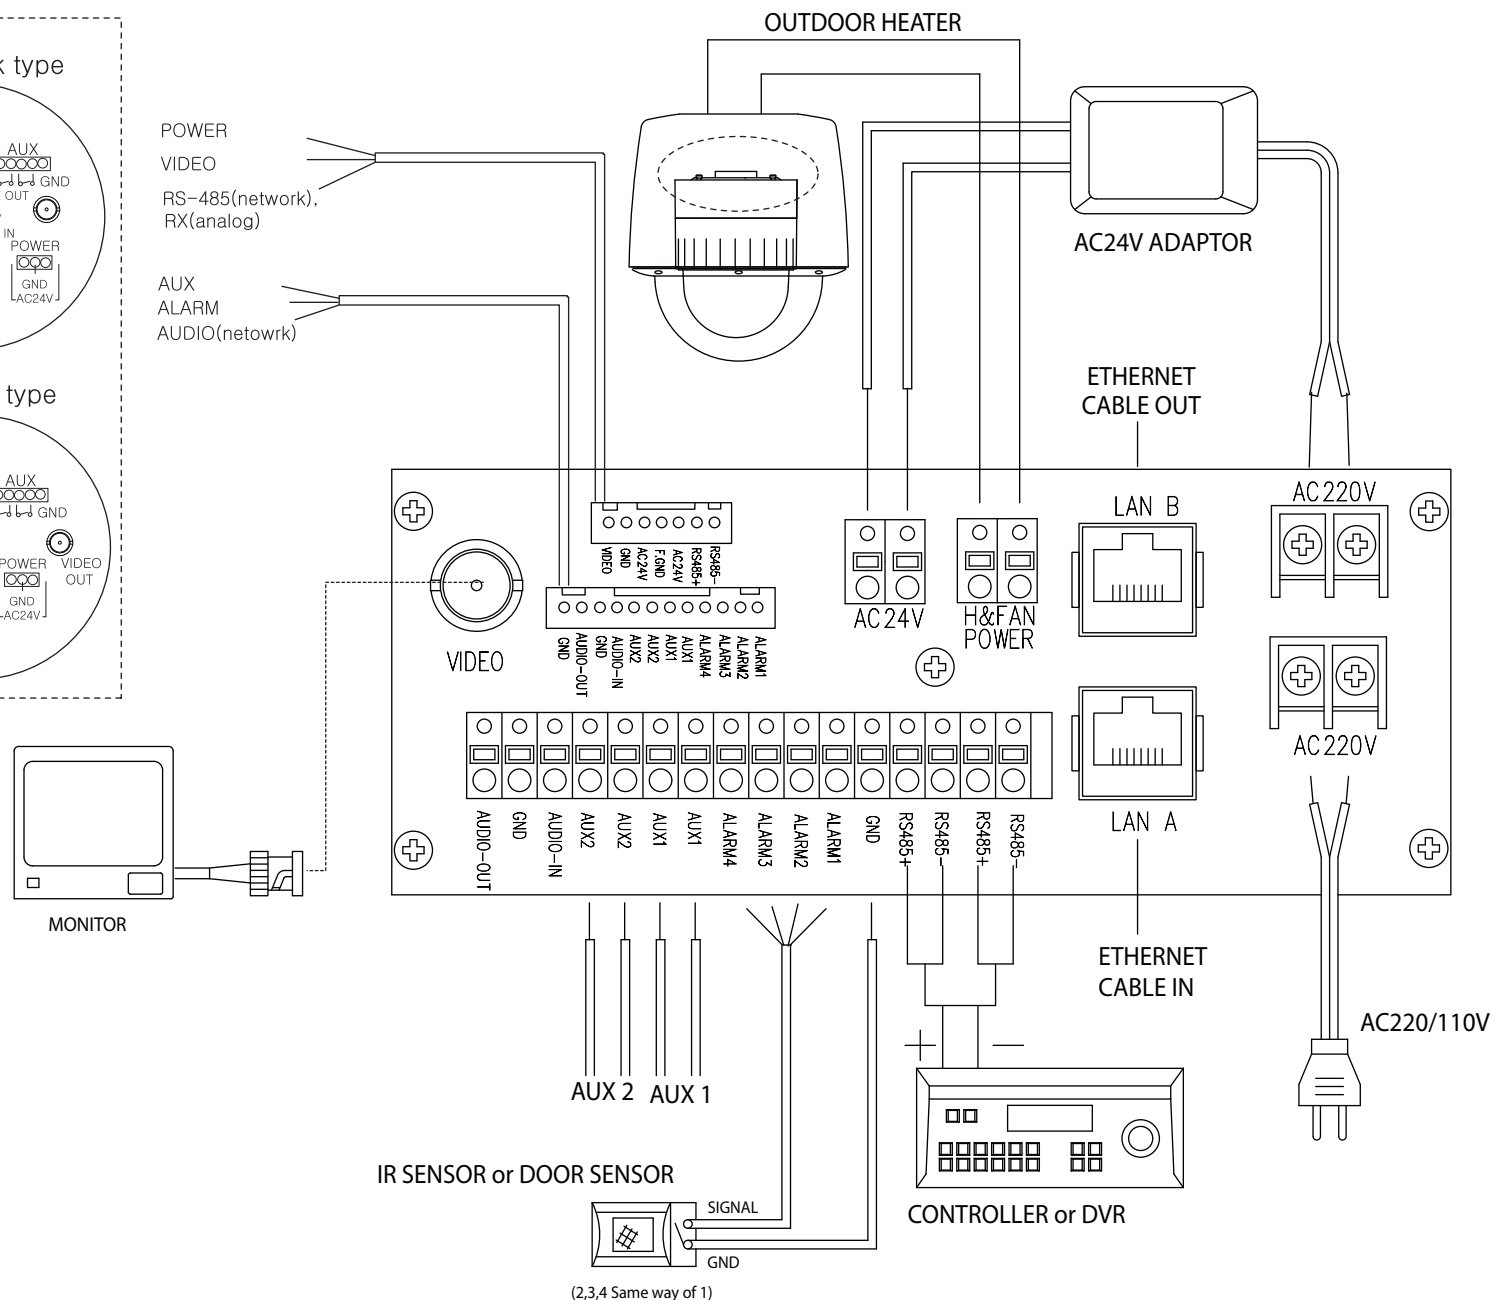 OUTDOOR HEATER
k type
AUX
GND
OUT
IN
POWER
GND
AC24V
type
AUX
GND
POWER
VIDEO
OUT
GND
AC24V
POWER
VIDEO
RS-485(network),
RX(analog)
AUX
ALARM
AUDIO(netowrk)
AC24V ADAPTOR
ETHERNET
CABLE OUT
VIDEO
GND
AC24V
F.GND
AC24V
RS485+
RS485-
GND
AUDIO-OUT
GND
AUDIO-IN
AUX2
AUX2
AUX1
AUX1
ALARM4
ALARM3
ALARM2
ALARM1
VIDEO
AC24V
H&FAN
POWER
LAN B
AC220V
AC220V
LAN A
AUDIO-OUT
GND
AUDIO-IN
AUX2
AUX2
AUX1
AUX1
ALARM4
ALARM3
ALARM2
ALARM1
GND
RS485+
RS485-
RS485+
RS485-
MONITOR
ETHERNET
CABLE IN
AC220/110V
+ —
AUX 2
AUX 1
IR SENSOR or DOOR SENSOR
SIGNAL
GND
(2,3,4 Same way of 1)
CONTROLLER or DVR